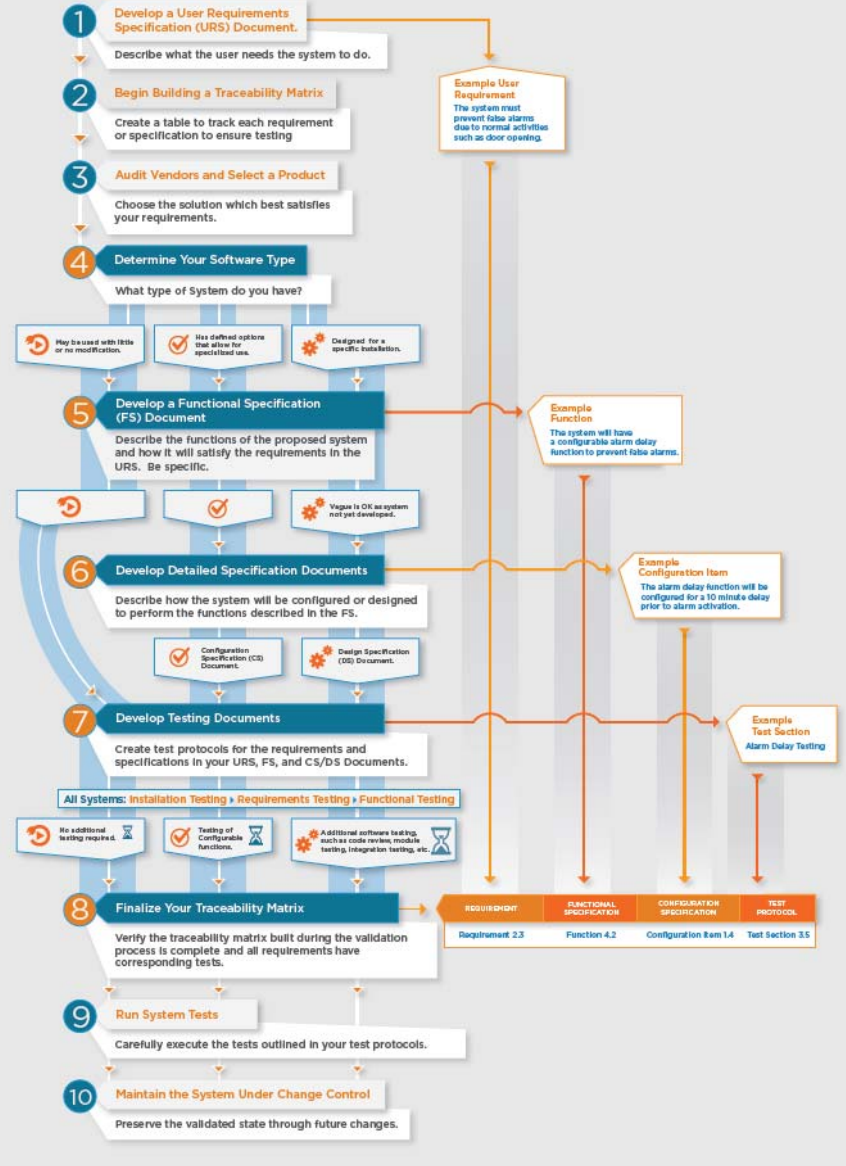 1
Develop a User Requirements
Specification (URS) Document.
Describe what the user needs the system to do.
Example User
Requirement
The system must
prevent false alarms
due to normal activities
such as door opening.
2
Begin Building a Traceability Matrix
Create a table to track each requirement
or specification to ensure testing
3
Audit Vendors and Select a Product
Choose the solution which best satisfies
your requirements.
4
Determine Your Software Type
What type of System do you have?
May be used with little
or no modification.
Has defined options
that allow for
specialized use.
Designed for a
specific installation.
5
Develop a Functional Specification
(FS) Document
Describe the functions of the proposed system
and how it will satisfy the requirements in the
URS. Be specific.
Example
Function
The system will have
a configurable alarm delay
function to prevent false alarms.
Vague is OK as system
not yet developed.
6
Develop Detailed Specification Documents
Describe how the system will be configured or designed
to perform the functions described in the FS.
Example
Configuration Item
The alarm delay function will be
configured for a 10 minute delay
prior to alarm activation.
Configuration
Specification (CS)
Document.
Design Specification
(DS) Document.
7
Develop Testing Documents
Create test protocols for the requirements and
specifications in your URS, FS, and CS/DS Documents.
Example
Test Section
Alarm Delay Testing
All Systems: Installation Testing Requirements Testing Functional Testing
No additional
testing required.
Testing of
Configurable
functions.
Additional software testing,
such as code review, module
testing, integration testing, etc.
8
Finalize Your Traceability Matrix
Verify the traceability matrix built during the validation
process is complete and all requirements have
corresponding tests.
REQUIREMENT
FUNCTIONAL
SPECIFICATION
CONFIGURATION
SPECIFICATION
TEST
PROTOCOL
Requirement 2.3
Function 4.2
Configuration Item 1.4
Test Section 3.5
9
Run System Tests
Carefully execute the tests outlined in your test protocols.
10
Maintain the System Under Change Control
Preserve the validated state through future changes.